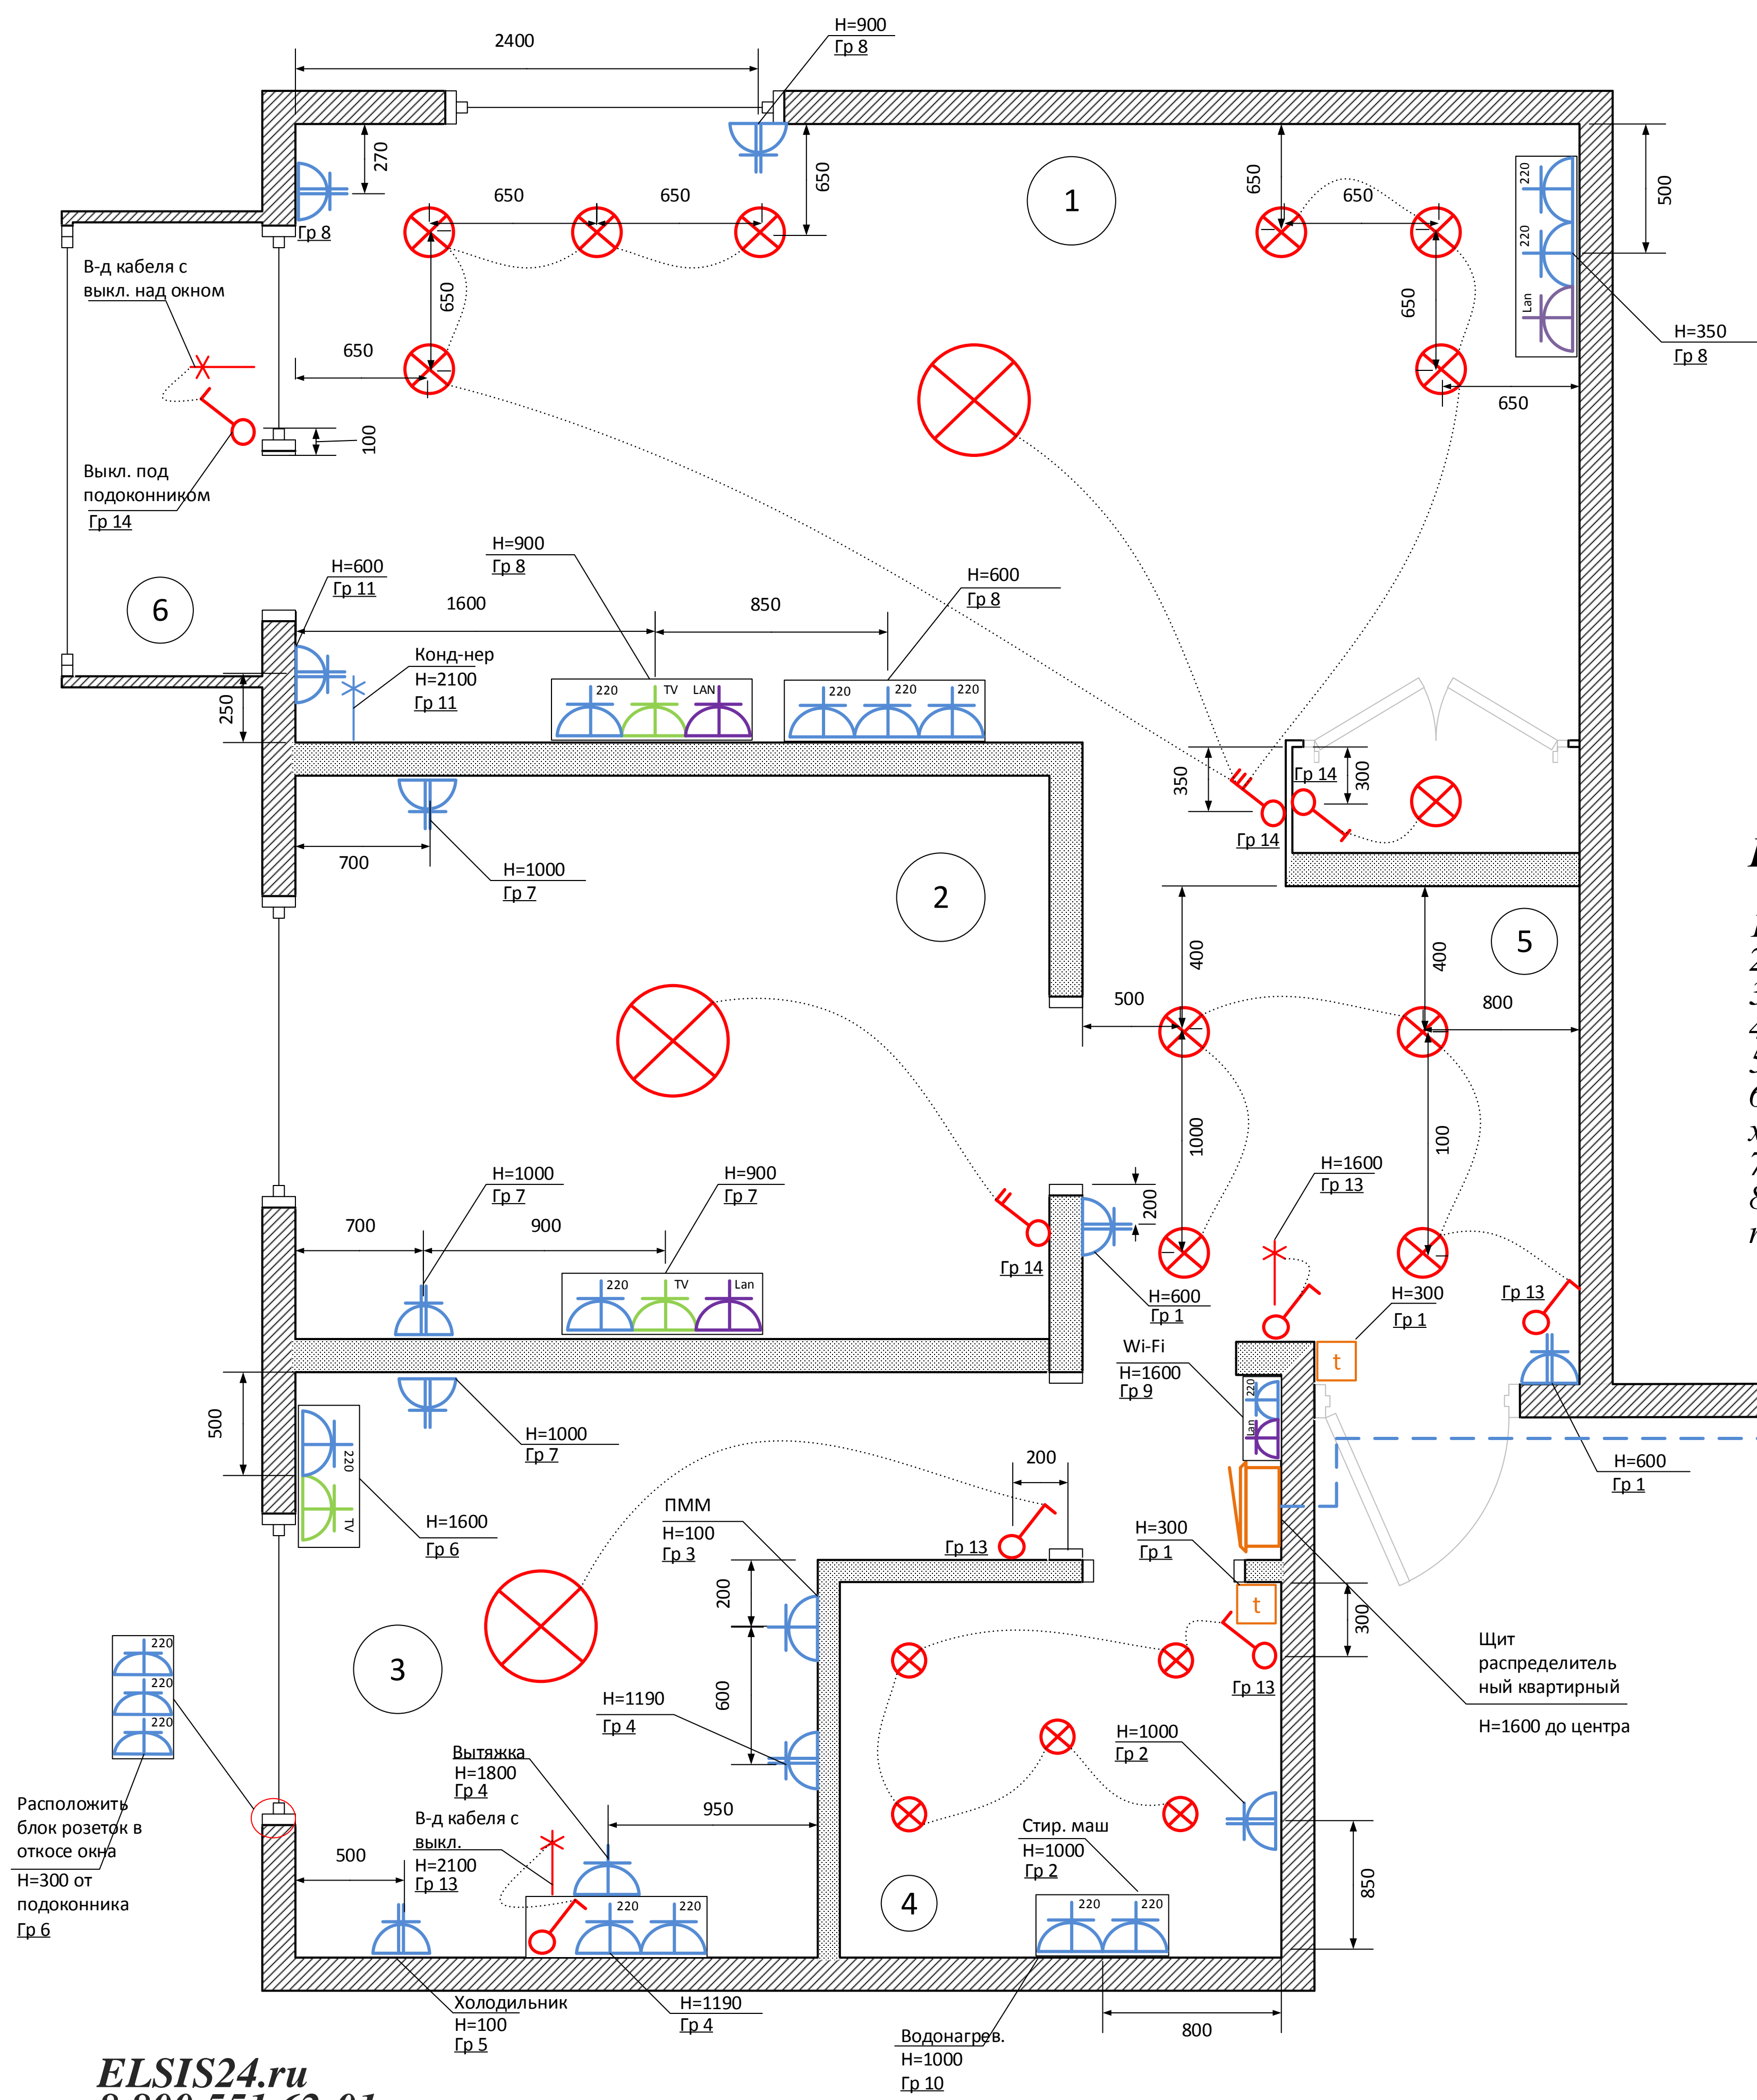 H=900
Гр 8
2400
270
650
650
650
650
650
1
500
220
220
Lan
Гр 8
В-д кабеля с
выкл. над окном
650
650
650
650
H=350
Гр 8
100
Выкл. под
подоконником
Гр 14
6
H=600
Гр 11
H=900
Гр 8
H=600
Гр 8
1600
850
Конд-нер
H=2100
Гр 11
250
220
TV
LAN
220
220
220
350
Гр 14
300
Гр 14
700
H=1000
Гр 7
2
5
400
400
500
800
1000
100
H=1000
Гр 7
H=900
Гр 7
200
H=1600
Гр 13
700
900
220
TV
Lan
Гр 14
H=600
Гр 1
H=300
Гр 1
Гр 13
Wi-Fi
H=1600
Гр 9
t
220
Lan
500
220
TV
H=1000
Гр 7
200
H=600
Гр 1
H=1600
Гр 6
ПММ
H=100
Гр 3
Гр 13
H=300
Гр 1
t
300
200
600
3
Гр 13
Щит
распределитель
ный квартирный
H=1600 до центра
220
220
220
H=1190
Гр 4
H=1000
Гр 2
Вытяжка
H=1800
Гр 4
950
Расположить
блок розеток в
откосе окна
H=300 от
подоконника
Гр 6
В-д кабеля с
выкл.
H=2100
Гр 13
500
Стир. маш
H=1000
Гр 2
850
4
220
220
220
220
Холодильник
H=100
Гр 5
H=1190
Гр 4
800
Водонагрев.
H=1000
Гр 10
ELSIS24.ru
8 800 551 62-01